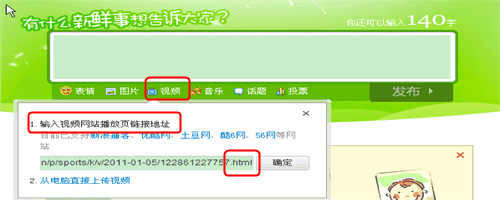 有什么新鲜事想告诉大家?
你还可以输入140字
表情 图片 视频 音乐 话题 投票
发布
1. 输入视频网站播放页链接地址
目前已支持新浪播客、优酷网、土豆网、酷6网、56网等网
站
n/p/sports/k/v/2011-01-05/122861227757.html 确定
2. 从电脑直接上传视频